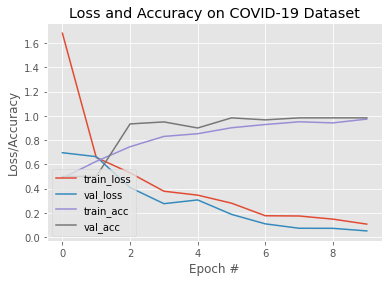 Loss and Accuracy on COVID-19 Dataset
Loss/Accuracy
1.6
1.4
1.2
1.0
0.8
0.6
0.4
0.2
0.0
train_loss
val_loss
train_acc
val_acc
0 2 4 6 8
Epoch #